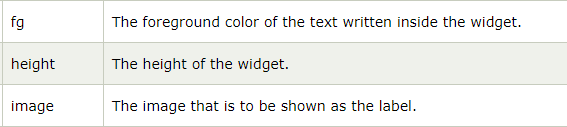 fg The foreground color of the text written inside the widget.
height The height of the widget.
image The image that is to be shown as the label.